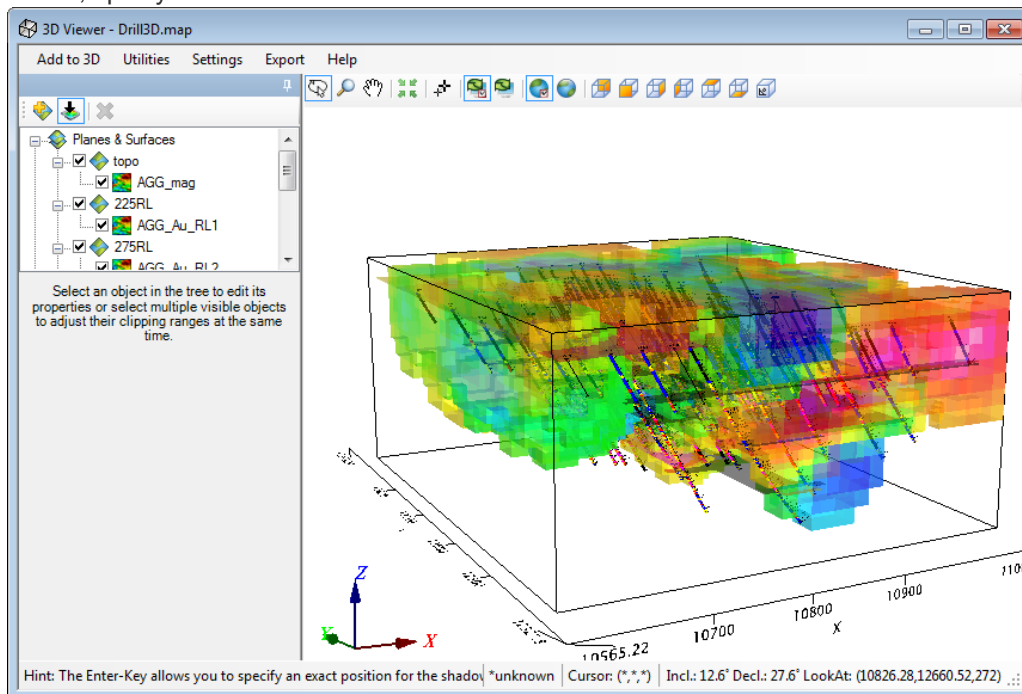 3D Viewer - Drill3D.map
Add to 3D Utilities Settings Export Help
Planes & Surfaces
topo
AGG_mag
225RL
AGG_Au_RL1
275RL
AGG_Au_RL2
Select an object in the tree to edit its
properties or select multiple visible objects
to adjust their clipping ranges at the same
time.
Z
Y
X
10565.22
10700
10800
10900
X
Hint: The Enter-Key allows you to specify an exact position for the shadov *unknown Cursor: (*,*,*) Incl.: 12.6° Decl.: 27.6° LookAt: (10826.28,12660.52,272)